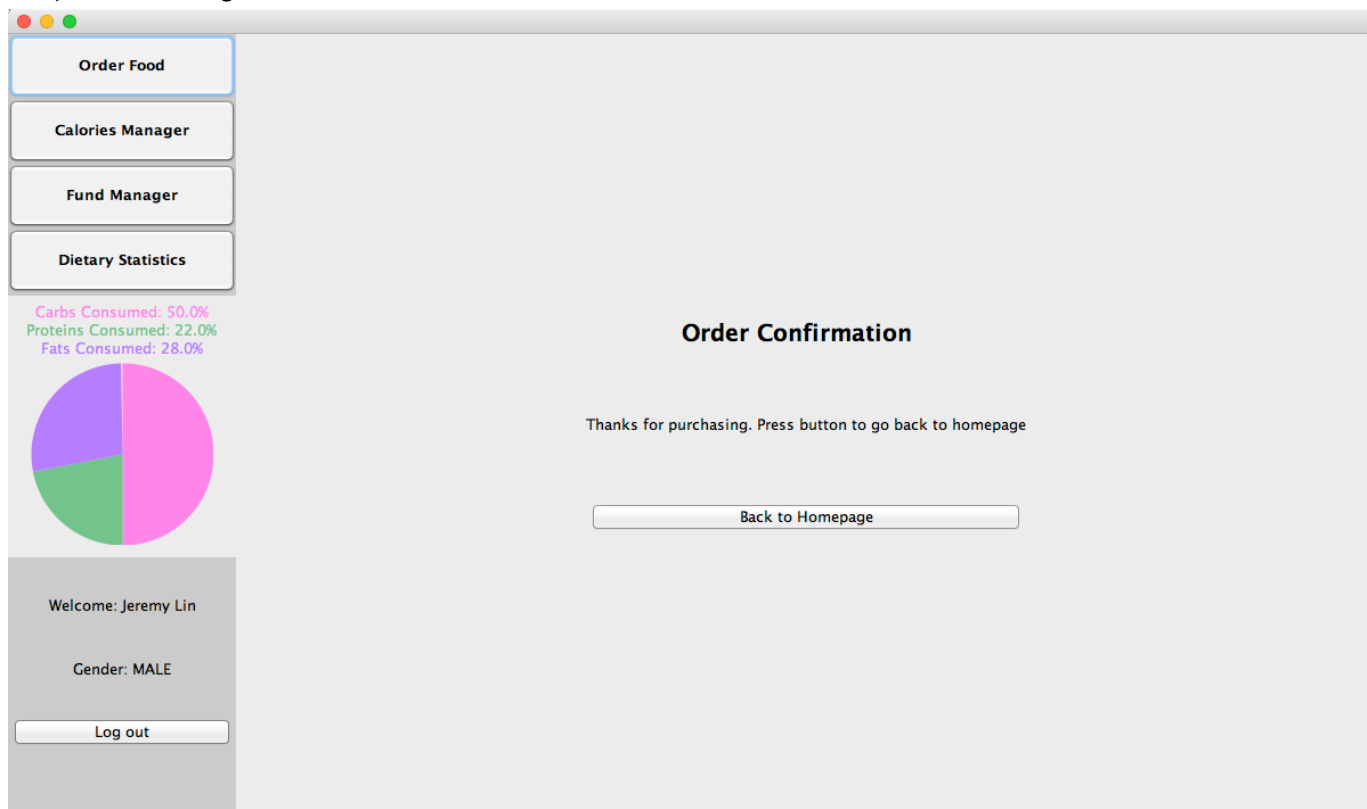 Order Food
Calories Manager
Fund Manager
Dietary Statistics
Carbs Consumed: 50.0%
Proteins Consumed: 22.0%
Fats Consumed: 28.0%
Welcome: Jeremy Lin
Gender: MALE
Log out
Order Confirmation
Thanks for purchasing. Press button to go back to homepage
Back to Homepage